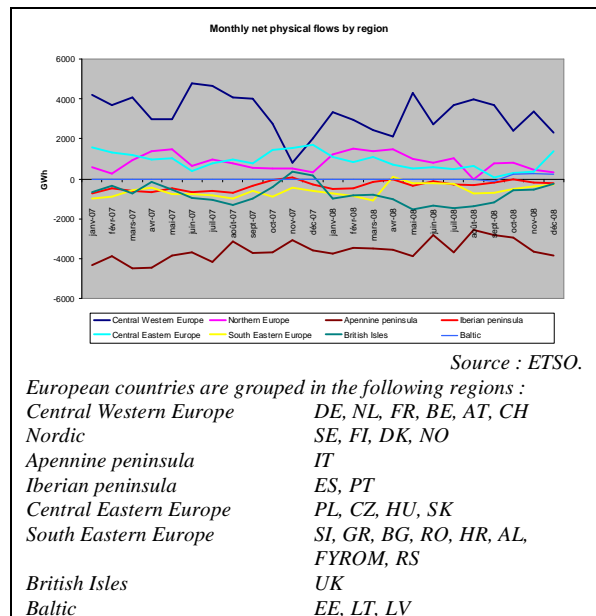 Monthly net physical flows by region
6000
4000
2000
0
-2000
-4000
-6000
GWh
janv-07
févr-07
mars-07
avr-07
mai-07
juin-07
juil-07
août-07
sept-07
oct-07
nov-07
déc-07
janv-08
févr-08
mars-08
avr-08
mai-08
juin-08
juil-08
août-08
sept-08
oct-08
nov-08
déc-08
Central Western Europe Northern Europe Apennine peninsula Iberian peninsula
Central Eastern Europe South Eastern Europe British Isles Baltic
Source : ETSO.
European countries are grouped in the following regions :
Central Western Europe DE, NL, FR, BE, AT, CH
Nordic SE, FI, DK, NO
Apennine peninsula IT
Iberian peninsula ES, PT
Central Eastern Europe PL, CZ, HU, SK
South Eastern Europe SI, GR, BG, RO, HR, AL,
FYROM, RS
British Isles UK
Baltic EE, LT, LV